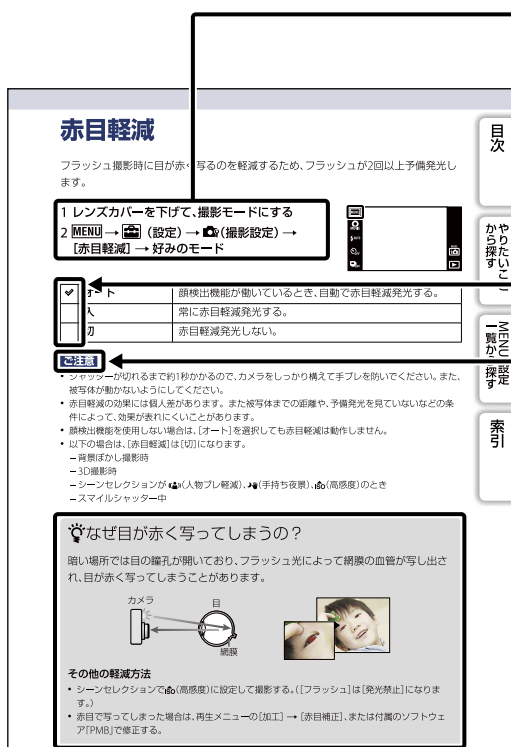 赤目軽減
フラッシュ撮影時に目が赤く写るのを軽減するため、フラッシュが2回以上予備発光し
ます。
1 レンズカバーを下げて、撮影モードにする
2 MENU → (設定) → (撮影設定) →
[赤目軽減] → 好みのモード
オート 顔検出機能が働いているとき、自動で赤目軽減発光する。
入 常に赤目軽減発光する。
切 赤目軽減発光しない。
ご注意
• シャッターが切れるまで約1秒かかるので、カメラをしっかり構えて手ブレを防いでください。また、
被写体が動かないようにしてください。
• 赤目軽減の効果には個人差があります。また被写体までの距離や、予備発光を見ていないなどの条
件によって、効果が表れにくいことがあります。
• 顔検出機能を使用しない場合は、[オート]を選択しても赤目軽減は動作しません。
• 以下の場合は、[赤目軽減]は[切]になります。
– 背景ぼかし撮影時
– 3D撮影時
– シーンセレクションが (人物ブレ軽減)、(手持ち夜景)、ISO(高感度)のとき
– スマイルシャッター中
なぜ目が赤く写ってしまうの?
暗い場所では目の瞳孔が開いており、フラッシュ光によって網膜の血管が写し出さ
れ、目が赤く写ってしまうことがあります。
カメラ
目
網膜
その他の軽減方法
• シーンセレクションでISO(高感度)に設定して撮影する。([フラッシュ]は[発光禁止]になりま
す。)
• 赤目で写ってしまった場合は、再生メニューの[加工] → [赤目補正]、または付属のソフトウェ
ア「PMB」で修正する。
目次
やりたいこと
から探す
MENU/設定
一覧から探す
索引